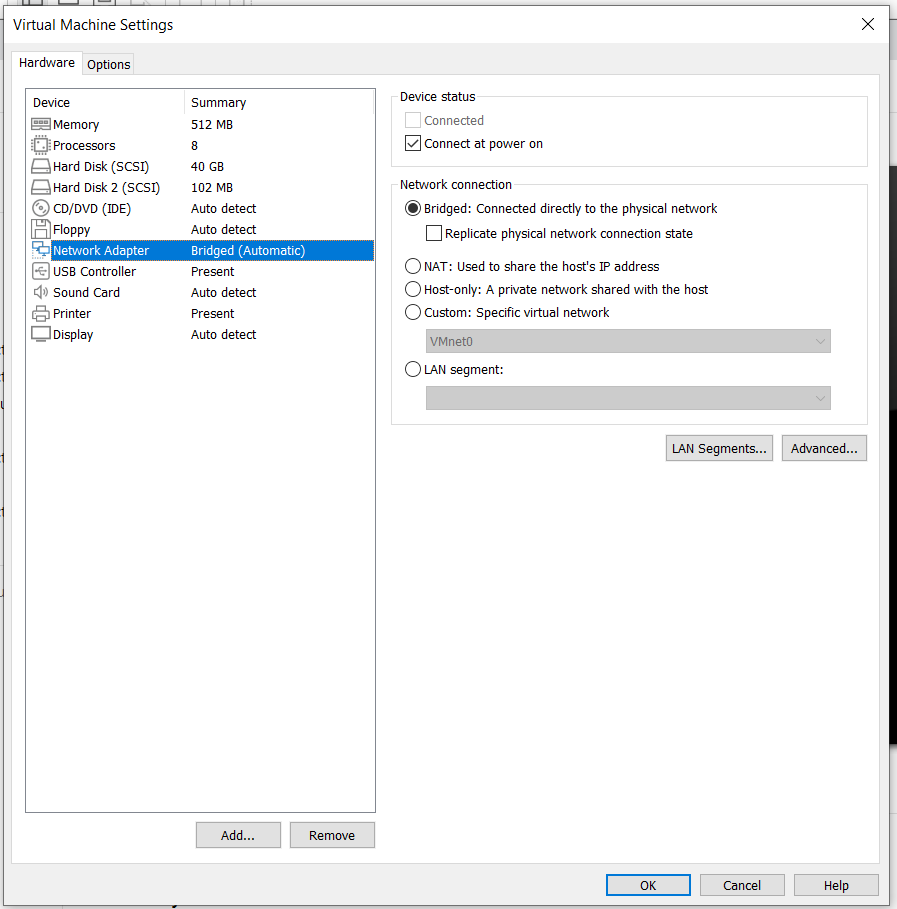 Virtual Machine Settings
Hardware
Options
Device Summary
Memory 512 MB
Processors 8
Hard Disk (SCSI) 40 GB
Hard Disk 2 (SCSI) 102 MB
CD/DVD (IDE) Auto detect
Floppy Auto detect
Network Adapter Bridged (Automatic)
USB Controller Present
Sound Card Auto detect
Printer Present
Display Auto detect
Add...
Remove
Device status
Connected
Connect at power on
Network connection
Bridged: Connected directly to the physical network
Replicate physical network connection state
NAT: Used to share the host's IP address
Host-only: A private network shared with the host
Custom: Specific virtual network
VMnet0
LAN segment:
LAN Segments...
Advanced...
OK
Cancel
Help